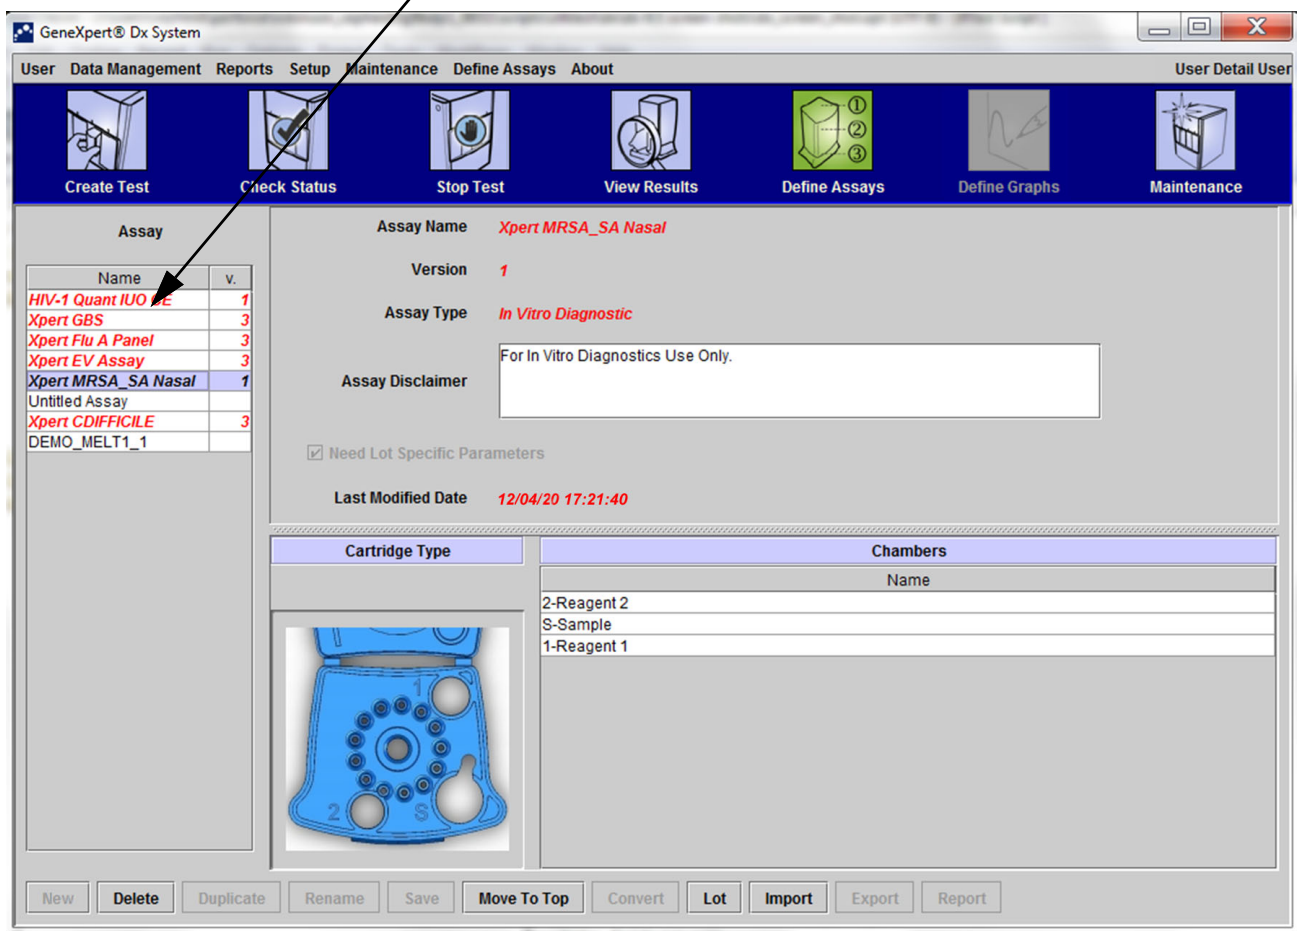 GeneXpert® Dx System
User Data Management Reports Setup Maintenance Define Assays About User Detail User
Create Test Check Status Stop Test View Results Define Assays Define Graphs Maintenance
Assay
Name v.
HIV-1 Quant IUO CE 1
Xpert GBS 3
Xpert Flu A Panel 3
Xpert EV Assay 3
Xpert MRSA_SA Nasal 1
Untitled Assay
Xpert CDIFFICILE 3
DEMO_MELT1_1
Assay Name Xpert MRSA_SA Nasal
Version 1
Assay Type In Vitro Diagnostic
Assay Disclaimer For In Vitro Diagnostics Use Only.
Need Lot Specific Parameters
Last Modified Date 12/04/20 17:21:40
Cartridge Type
1
2 S
Chambers
Name
2-Reagent 2
S-Sample
1-Reagent 1
New Delete Duplicate Rename Save Move To Top Convert Lot Import Export Report